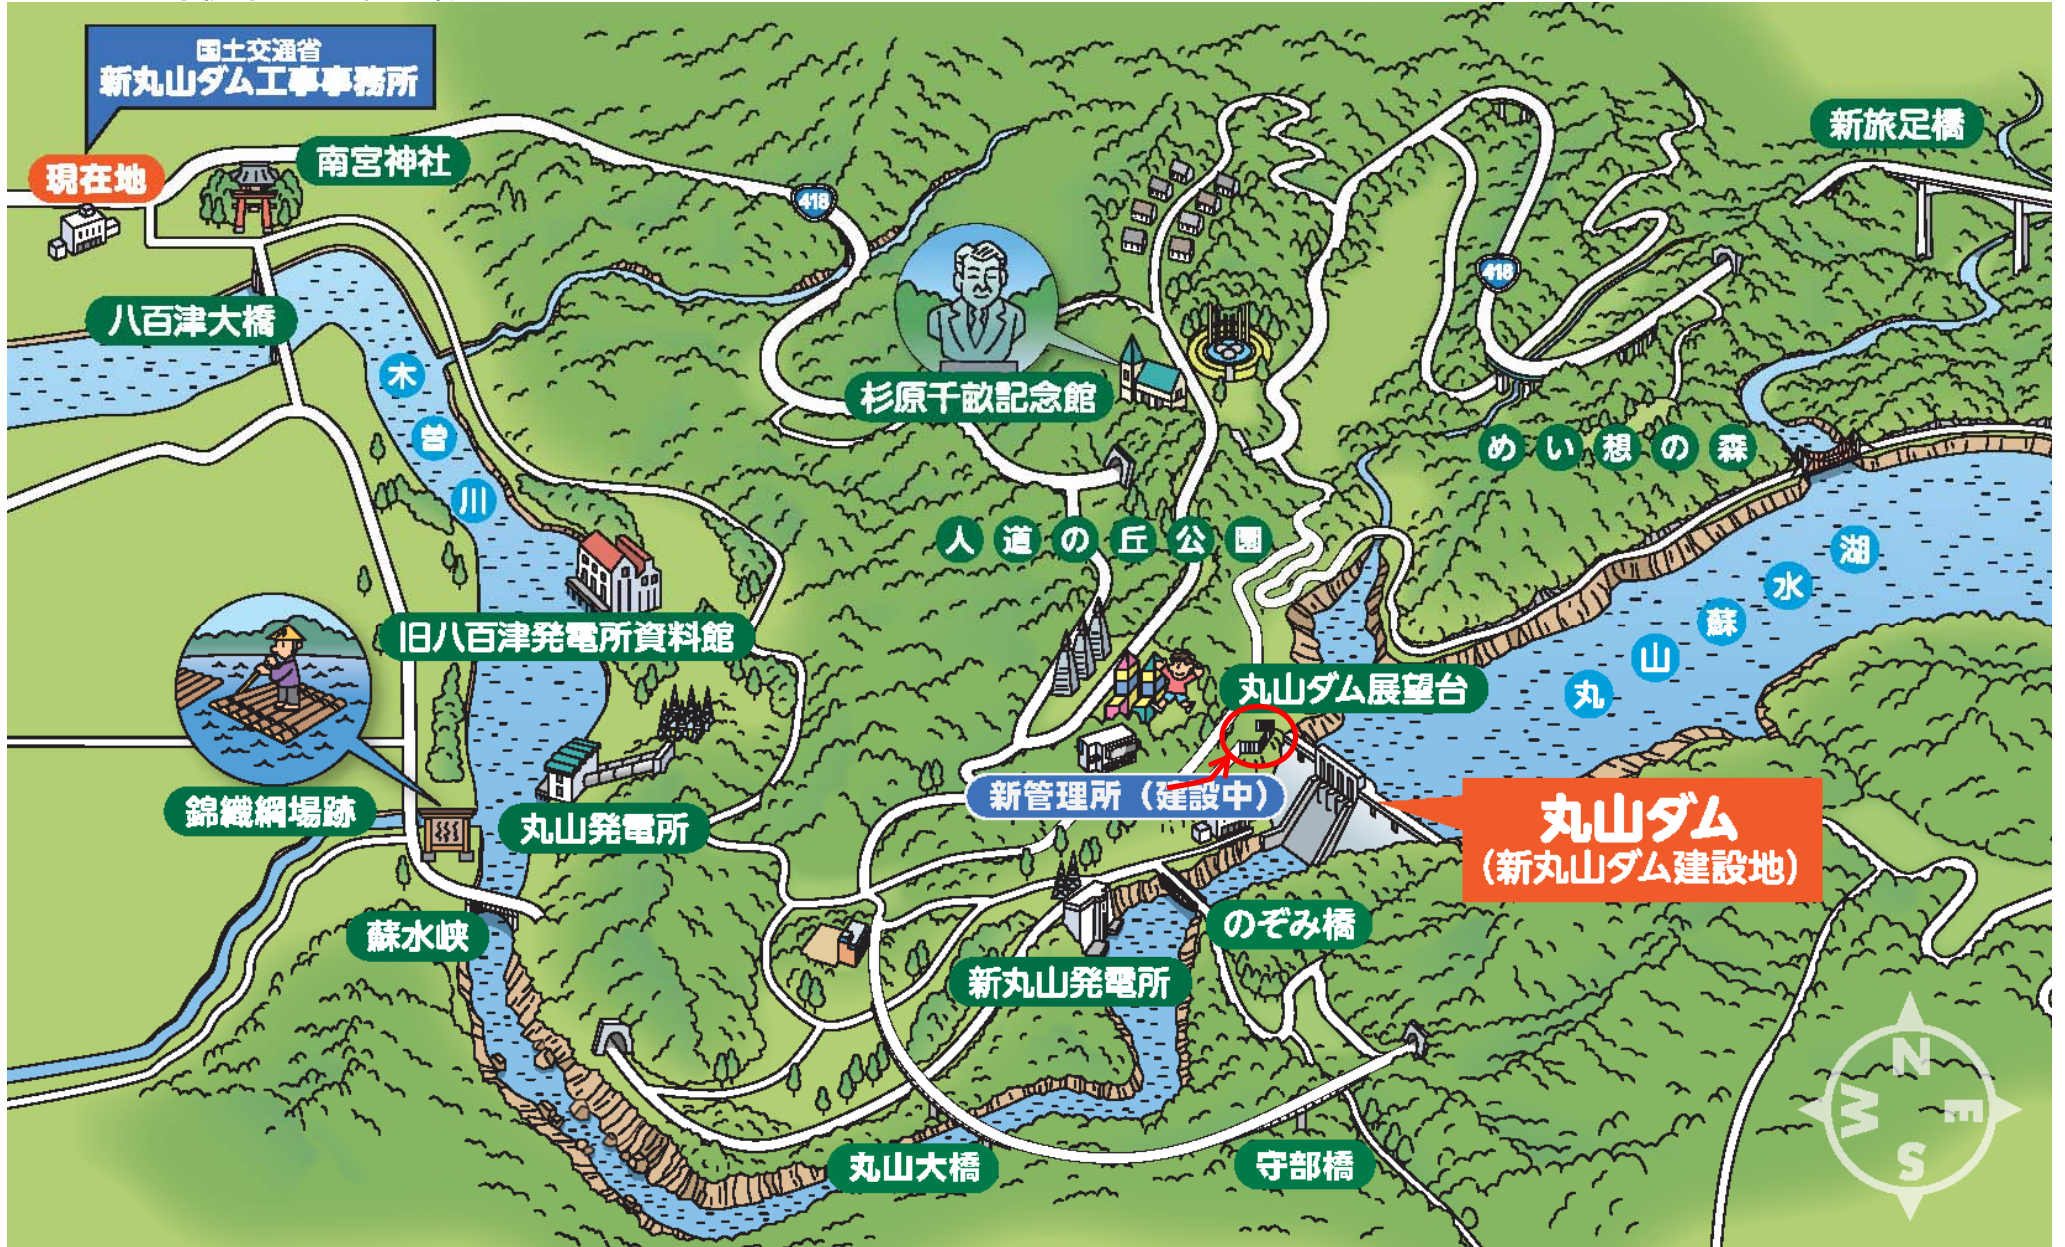 国土交通省
新丸山ダム工事事務所
現在地
南宮神社
418
新旅足橋
418
八百津大橋
木曽川
杉原千畝記念館
めい想の森
人道の丘公園
丸山蘇水湖
旧八百津発電所資料館
丸山ダム展望台
新管理所（建設中）
錦織綱場跡
丸山発電所
丸山ダム
（新丸山ダム建設地）
蘇水峡
のぞみ橋
新丸山発電所
丸山大橋
守部橋
N
W
E
S